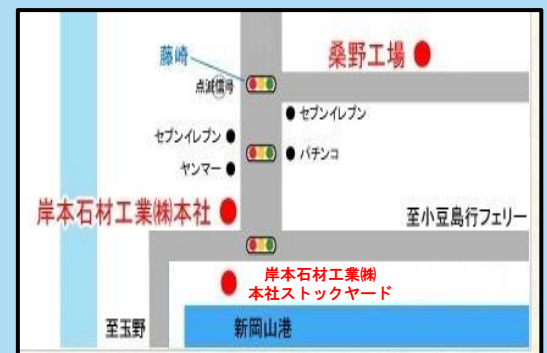 藤崎
桑野工場
点滅信号
セブンイレブン
セブンイレブン
パチンコ
ヤンマー
岸本石材工業㈱本社
至小豆島行フェリー
岸本石材工業㈱
本社ストックヤード
至玉野
新岡山港